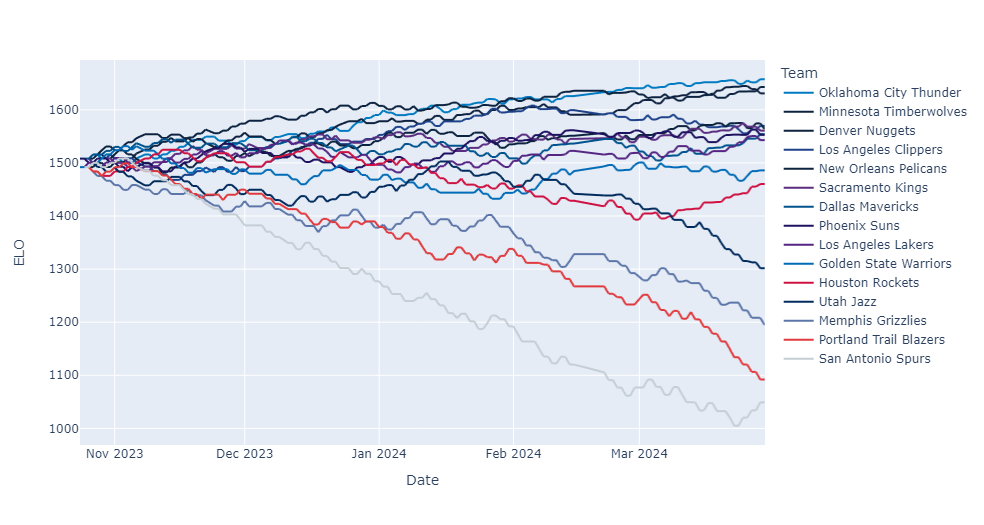 Team
Oklahoma City Thunder
Minnesota Timberwolves
Denver Nuggets
Los Angeles Clippers
New Orleans Pelicans
Sacramento Kings
Dallas Mavericks
Phoenix Suns
Los Angeles Lakers
Golden State Warriors
Houston Rockets
Utah Jazz
Memphis Grizzlies
Portland Trail Blazers
San Antonio Spurs
ELO
1600
1500
1400
1300
1200
1100
1000
Nov 2023 Dec 2023 Jan 2024 Feb 2024 Mar 2024
Date